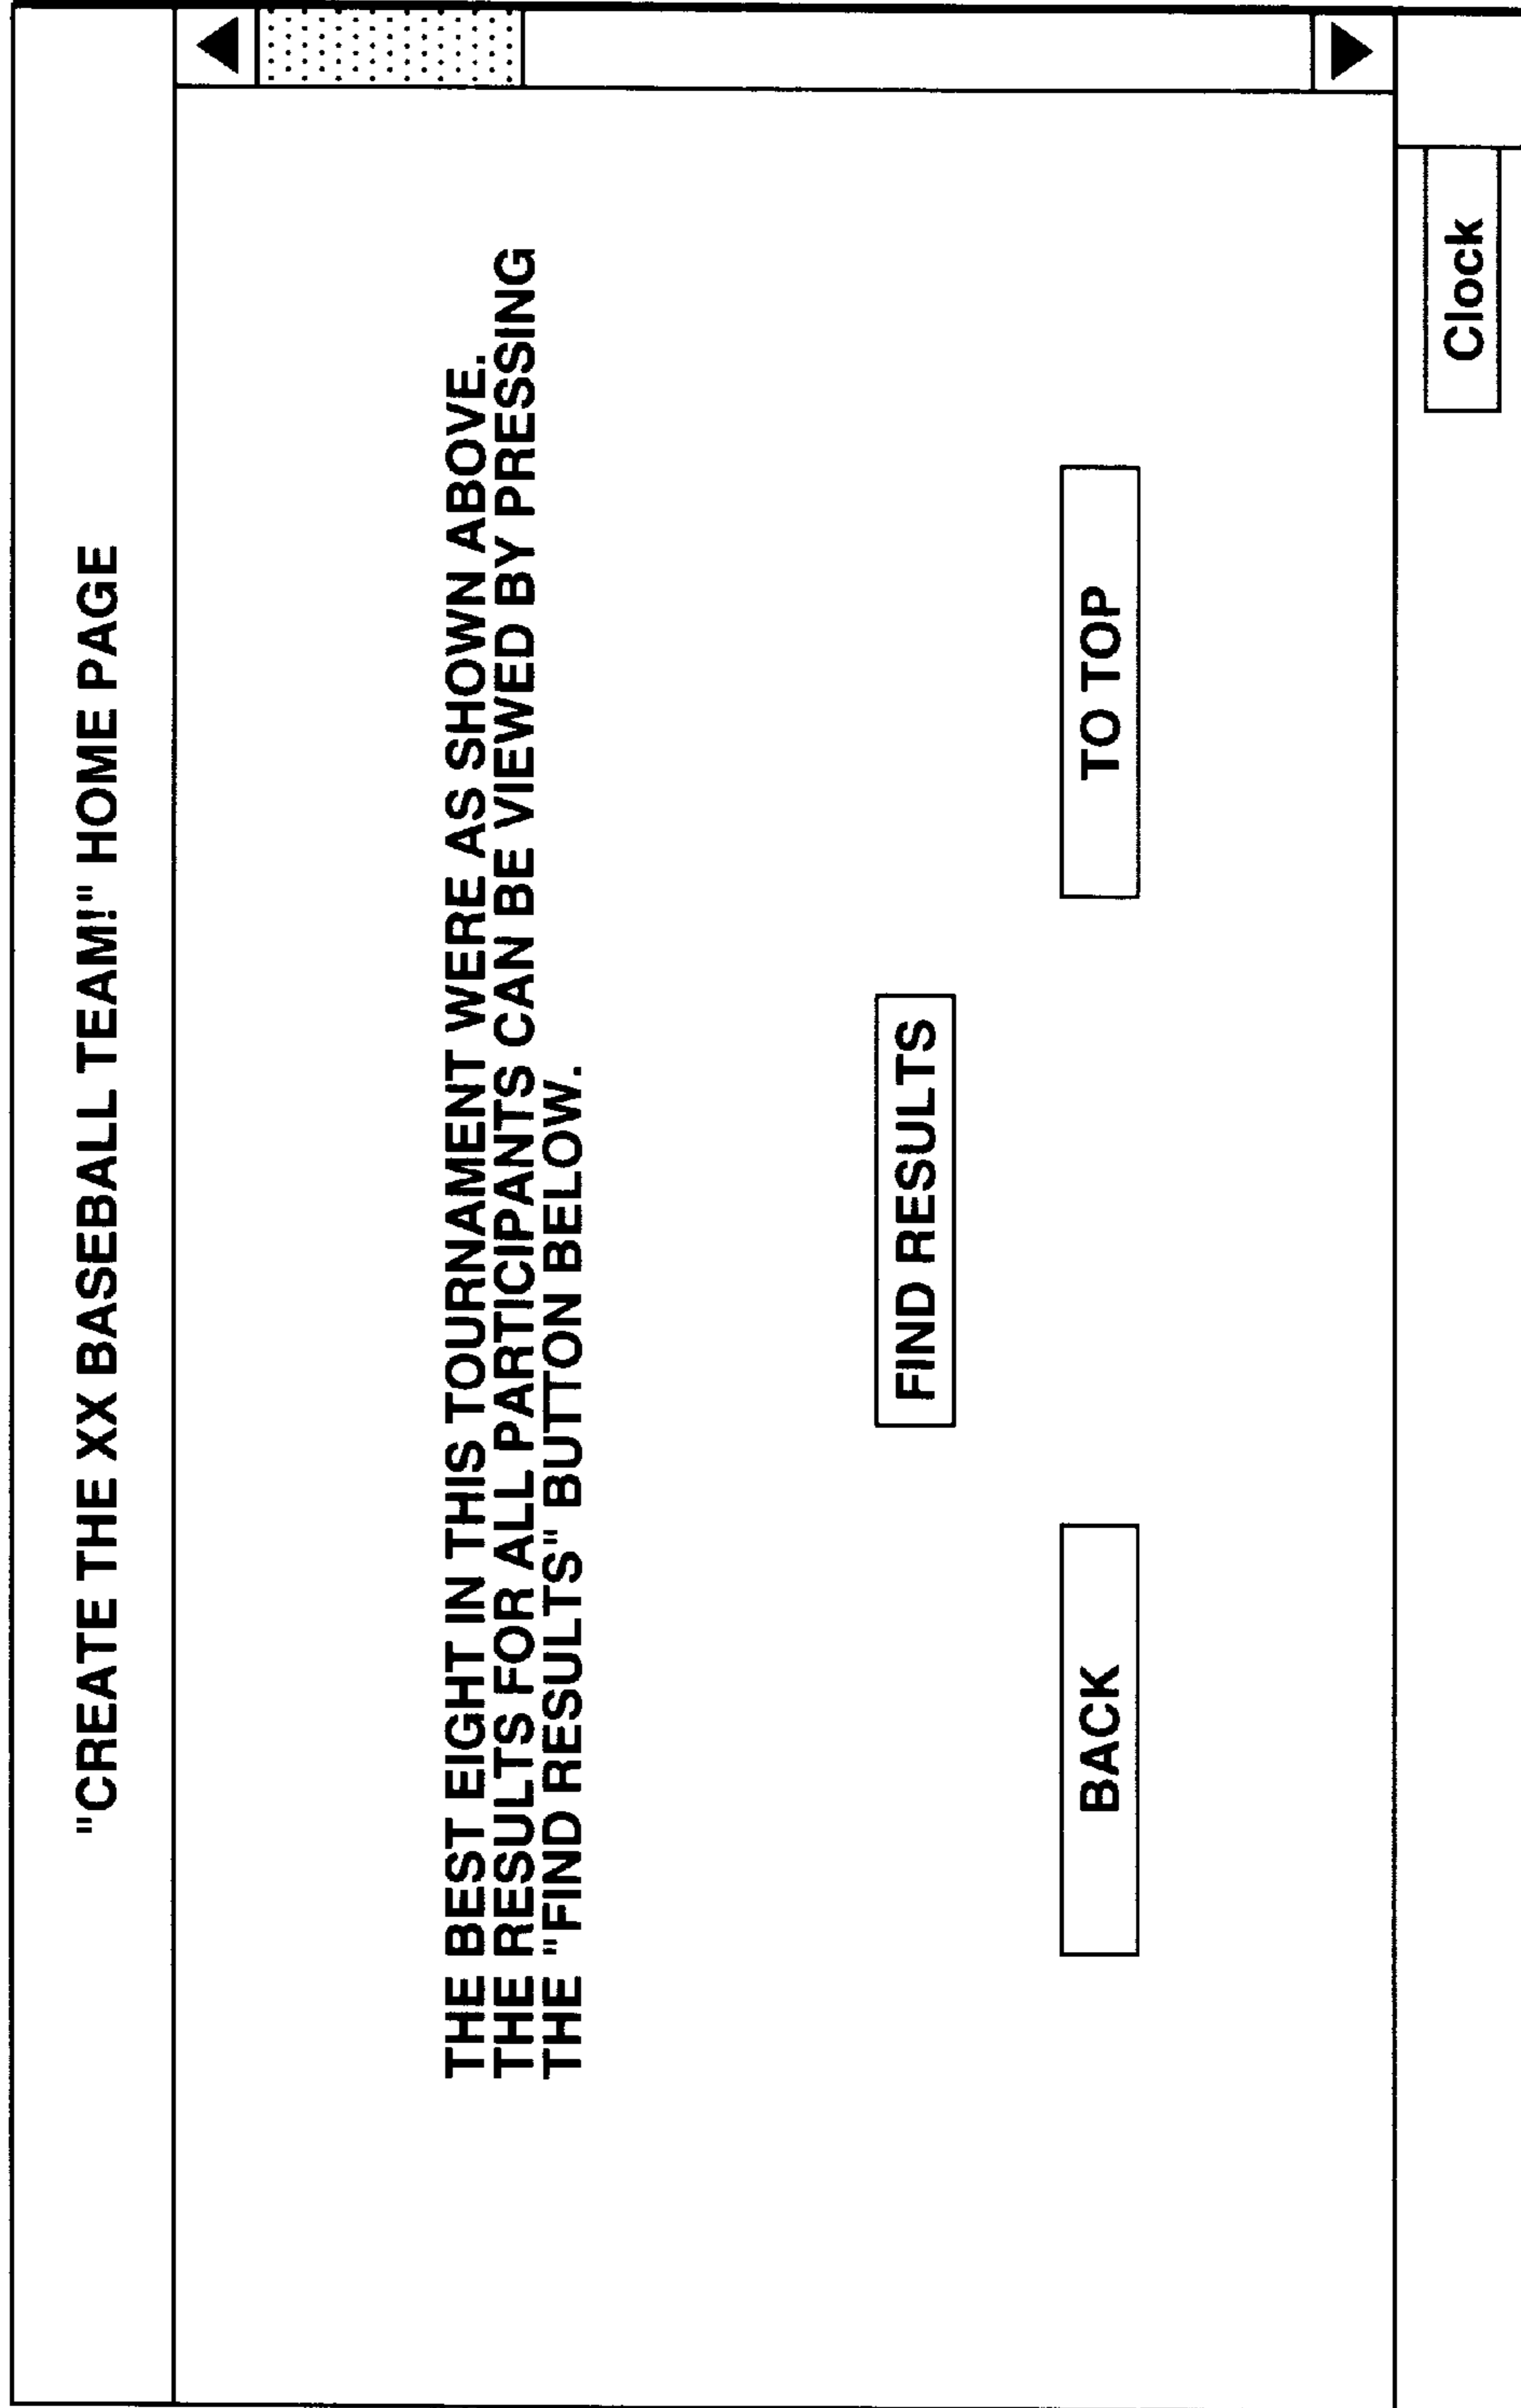 "CREATE THE XX BASEBALL TEAM!" HOME PAGE
THE BEST EIGHT IN THIS TOURNAMENT WERE AS SHOWN ABOVE.
THE RESULTS FOR ALL PARTICIPANTS CAN BE VIEWED BY PRESSING
THE "FIND RESULTS" BUTTON BELOW.
FIND RESULTS
BACK
TO TOP
Clock